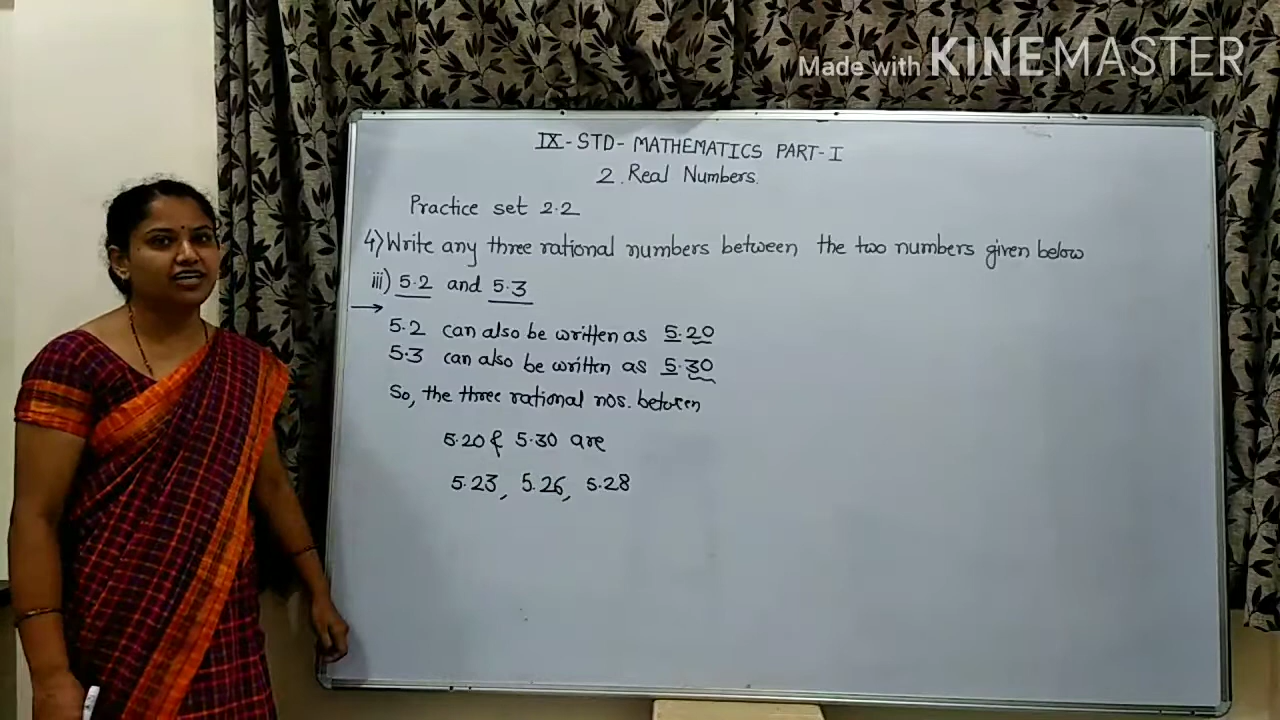 Made with KINEMASTER
IX-STD-MATHEMATICS PART-I
2. Real Numbers.
Practice set 2.2
4) Write any three rational numbers between the two numbers given below
iii) 5.2 and 5.3
→
5.2 can also be written as 5.20
5.3 can also be written as 5.30
So, the three rational nos. between
5.20 & 5.30 are
5.23, 5.26, 5.28